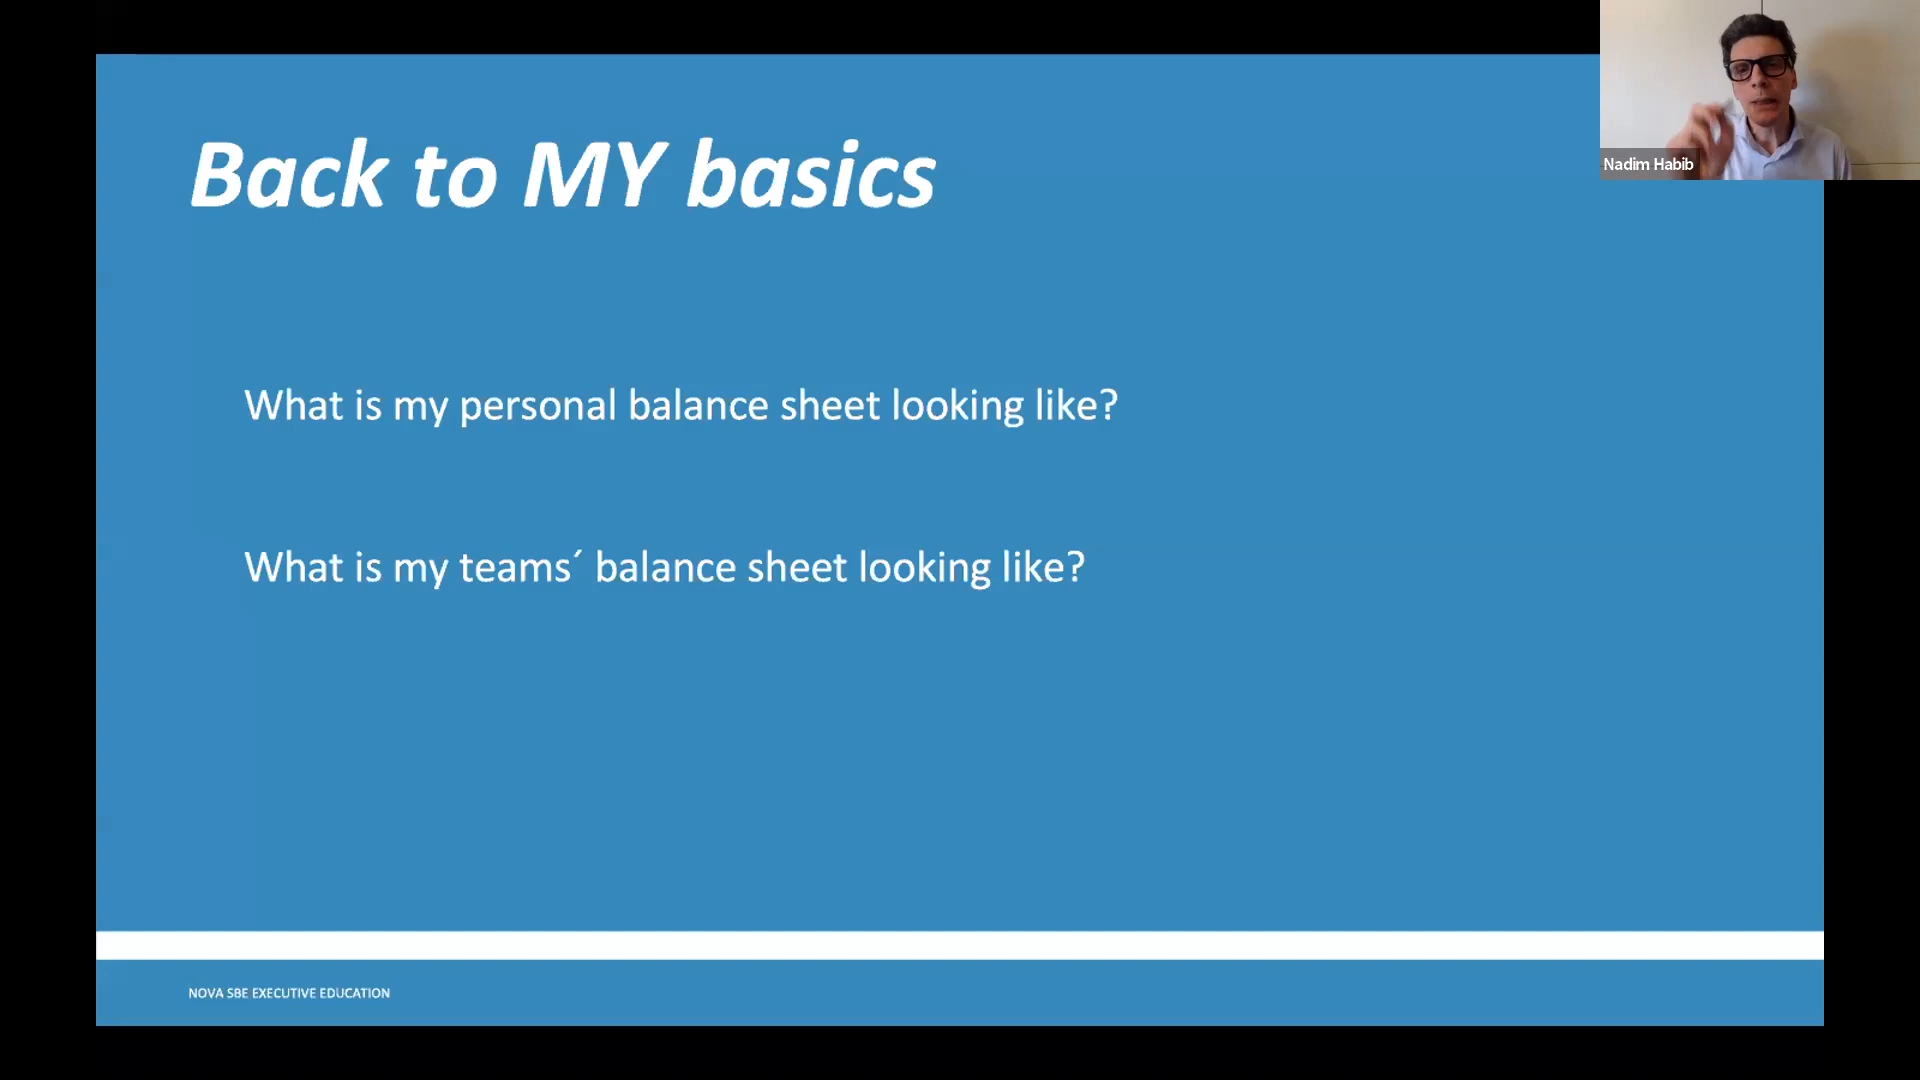 Back to MY basics
Nadim Habib
What is my personal balance sheet looking like?
What is my teams´ balance sheet looking like?
NOVA SBE EXECUTIVE EDUCATION